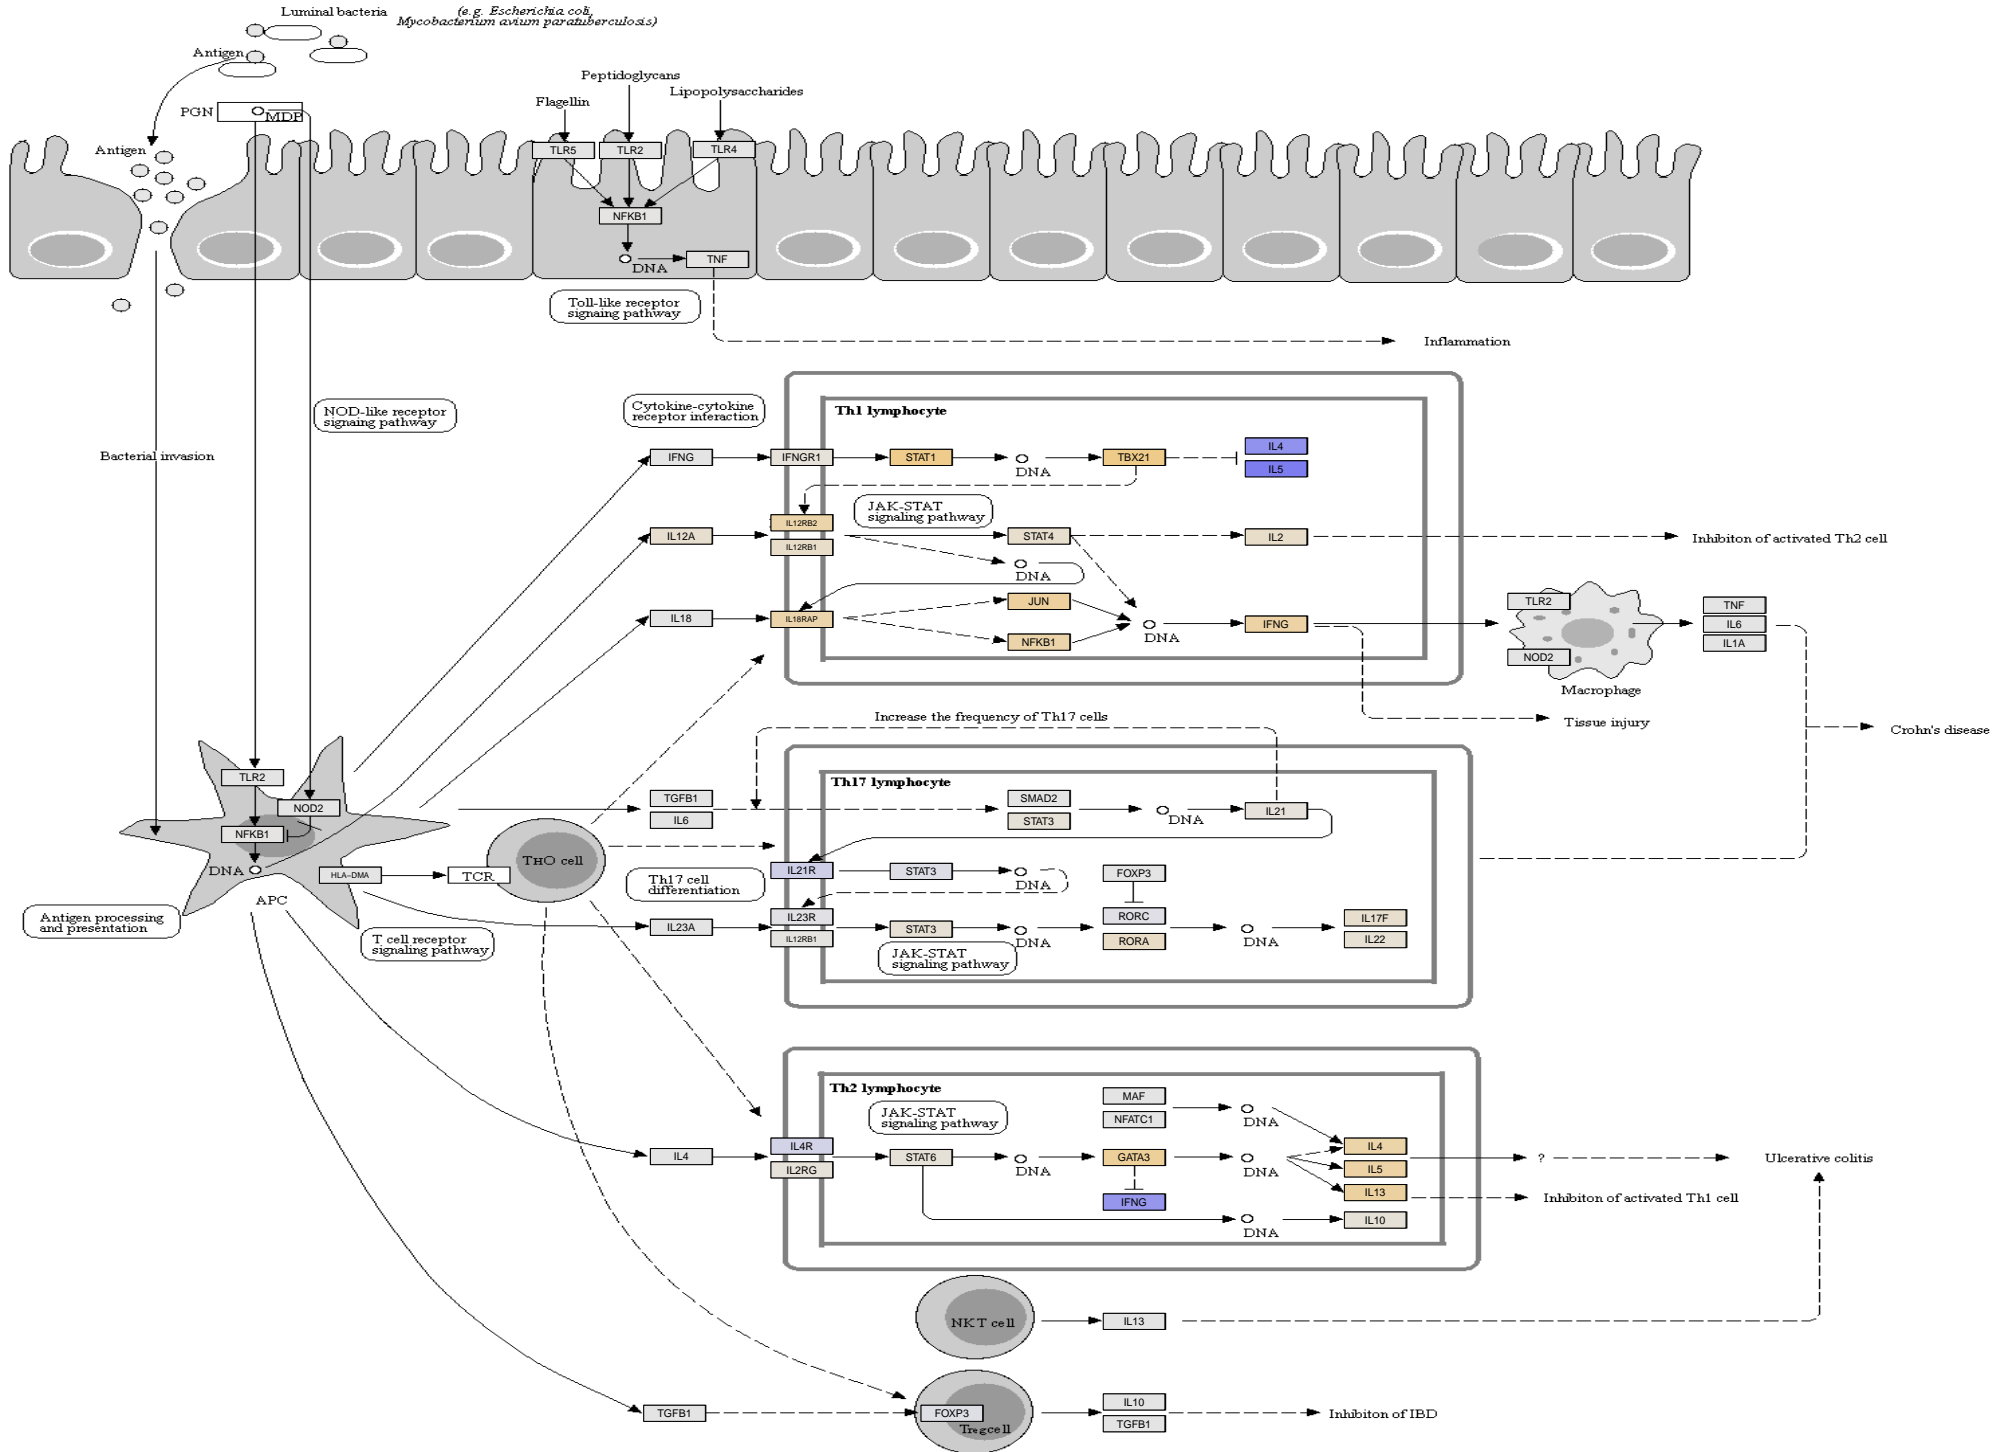 Luminal bacteria
(e.g. Escherichia coli,
Mycobacterium avium paratuberculosis)
Antigen
Peptidoglycans
Flagellin
Lipopolysaccharides
PGN
MDP
Antigen
TLR5
TLR2
TLR4
NFKB1
DNA
TNF
Toll-like receptor
signaing pathway
Inflammation
NOD-like receptor
signaing pathway
Cytokine-cytokine
receptor inferaction
Th1 lymphocyte
Bacterial invasion
IFNG
IFNGR1
STAT1
DNA
TBX21
IL4
IL5
JAK-STAT
signaling pathway
IL12A
IL12RB2
IL12RB1
STAT4
IL2
Inhibiton of activated Th2 cell
DNA
IL18
IL18RAP
JUN
NFKB1
DNA
IFNG
TLR2
NOD2
Macrophage
TNF
IL6
IL1A
Tissue injury
Crohn's disease
Increase the frequency of Th17 cells
Th17 lymphocyte
TLR2
NOD2
NFKB1
DNA
HLA-DMA
TCR
THO cell
APC
Antigen processing
and presentation
T cell receptor
signaling pathway
TGFB1
IL6
SMAD2
STAT3
DNA
IL21
Th17 cell
differentiation
IL21R
STAT3
DNA
FOXP3
IL23A
IL23R
IL12RB1
STAT3
DNA
RORC
RORA
DNA
IL17F
IL22
JAK-STAT
signaling pathway
Th2 lymphocyte
JAK-STAT
signaling pathway
MAF
NFATC1
DNA
IL4
IL4R
IL2RG
STAT6
DNA
GATA3
IFNG
DNA
IL4
IL5
IL13
?
Ulcerative colitis
Inhibiton of activated Th1 cell
DNA
IL10
NKT cell
IL13
TGFB1
FOXP3
Treg cell
IL10
TGFB1
Inhibiton of IBD